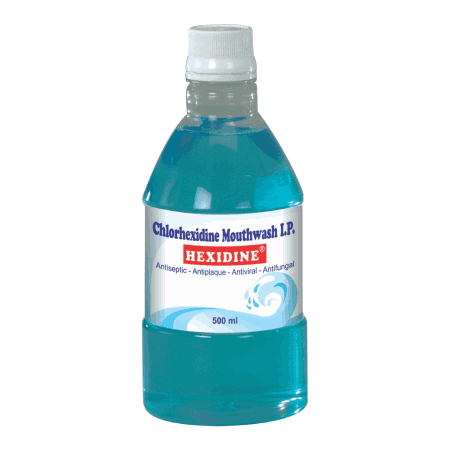 Chlorhexidine Mouthwash I.P.
HEXIDINE®
Antiseptic - Antiplaque - Antiviral - Antifungal
500 ml